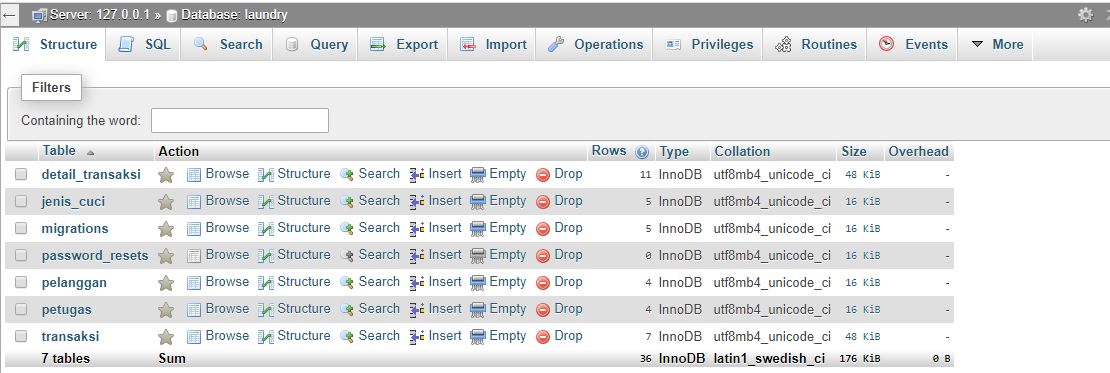 Server: 127.0.0.1 » Database: laundry
Structure SQL Search Query Export Import Operations Privileges Routines Events More
Filters
Containing the word:
Table Action Rows Type Collation Size Overhead
detail_transaksi Browse Structure Search Insert Empty Drop 11 InnoDB utf8mb4_unicode_ci 48 KiB -
jenis_cuci Browse Structure Search Insert Empty Drop 5 InnoDB utf8mb4_unicode_ci 16 KiB -
migrations Browse Structure Search Insert Empty Drop 5 InnoDB utf8mb4_unicode_ci 16 KiB -
password_resets Browse Structure Search Insert Empty Drop 0 InnoDB utf8mb4_unicode_ci 16 KiB -
pelanggan Browse Structure Search Insert Empty Drop 4 InnoDB utf8mb4_unicode_ci 16 KiB -
petugas Browse Structure Search Insert Empty Drop 4 InnoDB utf8mb4_unicode_ci 16 KiB -
transaksi Browse Structure Search Insert Empty Drop 7 InnoDB utf8mb4_unicode_ci 48 KiB -
7 tables Sum 36 InnoDB latin1_swedish_ci 176 KiB 0 B